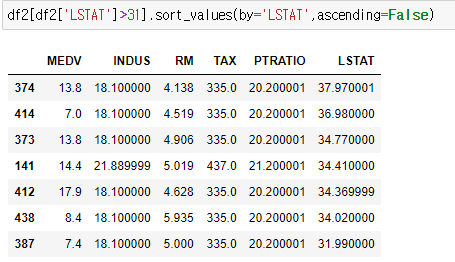 df2[df2['LSTAT']>31].sort_values(by='LSTAT',ascending=False)
MEDV INDUS RM TAX PTRATIO LSTAT
374 13.8 18.100000 4.138 335.0 20.200001 37.970001
414 7.0 18.100000 4.519 335.0 20.200001 36.980000
373 13.8 18.100000 4.906 335.0 20.200001 34.770000
141 14.4 21.889999 5.019 437.0 21.200001 34.410000
412 17.9 18.100000 4.628 335.0 20.200001 34.369999
438 8.4 18.100000 5.935 335.0 20.200001 34.020000
387 7.4 18.100000 5.000 335.0 20.200001 31.990000